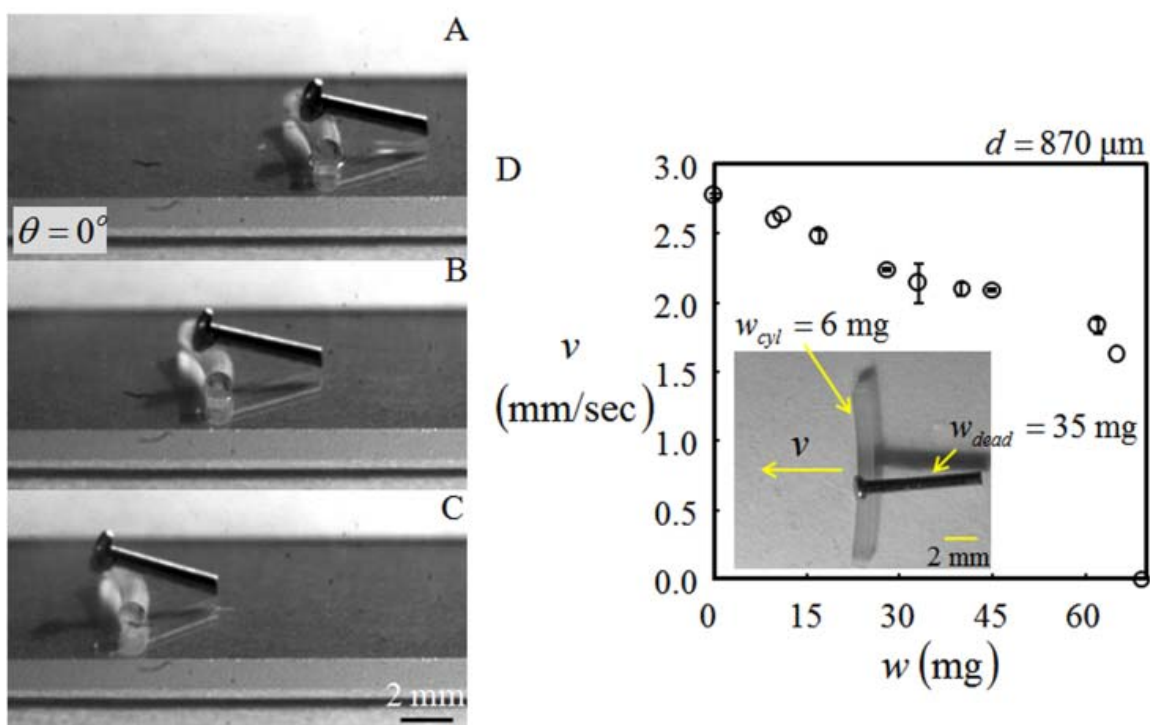 A
θ = 0°
B
C
2 mm
D
d = 870 μm
3.0
2.5
2.0
1.5
1.0
0.5
0.0
v
(mm/sec)
w_cyl = 6 mg
w_dead = 35 mg
v
2 mm
0 15 30 45 60
w (mg)